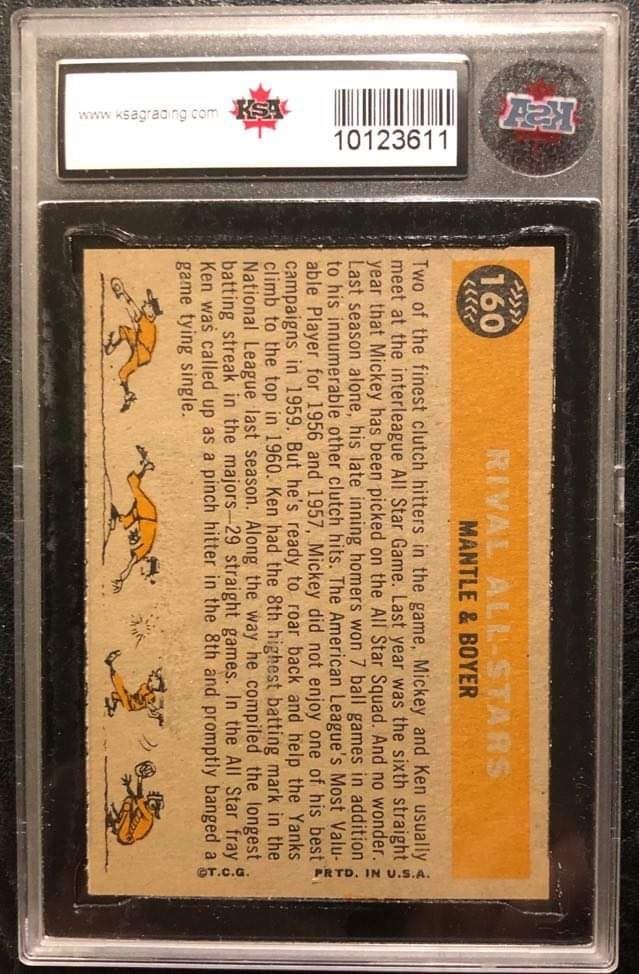 www.ksagrading.com
KSA
10123611
KSA
160
RIVAL ALL-STARS
MANTLE & BOYER
Two of the finest clutch hitters in the game, Mickey and Ken usually
meet at the interleague All Star Game. Last year was the sixth straight
year that Mickey has been picked on the All Star Squad. And no wonder.
Last season alone, his late inning homers won 7 ball games in addition
to his innumerable other clutch hits. The American League's Most Valu-
able Player for 1956 and 1957, Mickey did not enjoy one of his best
campaigns in 1959. But he's ready to roar back and help the Yanks
climb to the top in 1960. Ken had the 8th highest batting mark in the
National League last season. Along the way he compiled the longest
batting streak in the majors—29 straight games. In the All Star fray
Ken was called up as a pinch hitter in the 8th and promptly banged a
game tying single.
©T.C.G. PRTD. IN U.S.A.